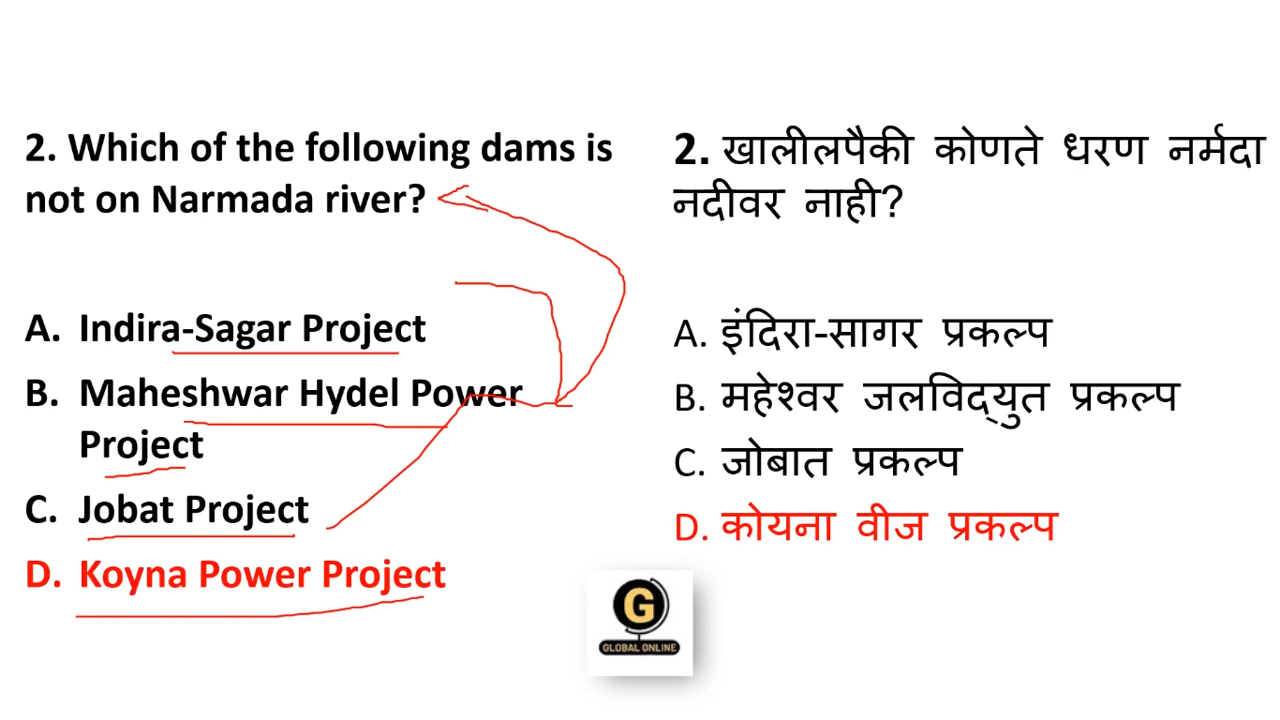 2. Which of the following dams is
not on Narmada river?
A. Indira-Sagar Project
B. Maheshwar Hydel Power
Project
C. Jobat Project
D. Koyna Power Project
2. खालीलपैकी कोणते धरण नर्मदा
नदीवर नाही?
A. इंदिरा-सागर प्रकल्प
B. महेश्वर जलविद्‌युत प्रकल्प
C. जोबात प्रकल्प
D. कोयना वीज प्रकल्प
G
GLOBAL ONLINE